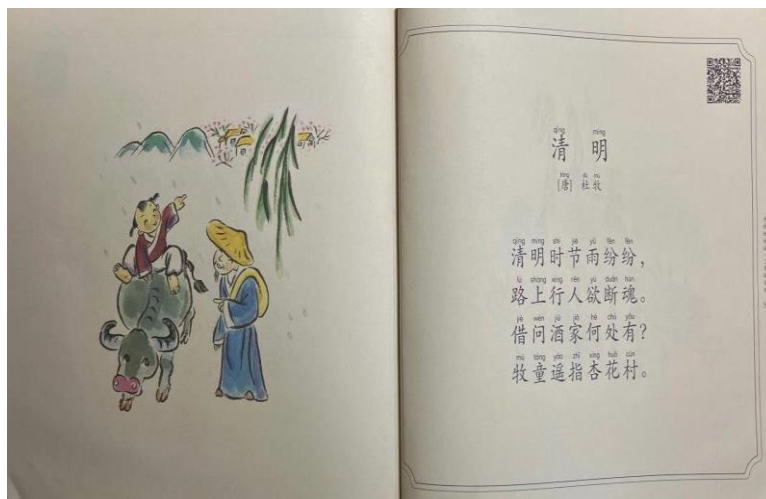 qīng míng
清 明
táng dù mù
[唐] 杜牧
qīng míng shí jié yǔ fēn fēn
清明时节雨纷纷，
lù shàng xíng rén yù duàn hún
路上行人欲断魂。
jiè wèn jiǔ jiā hé chù yǒu
借问酒家何处有？
mù tóng yáo zhǐ xìng huā cūn
牧童遥指杏花村。